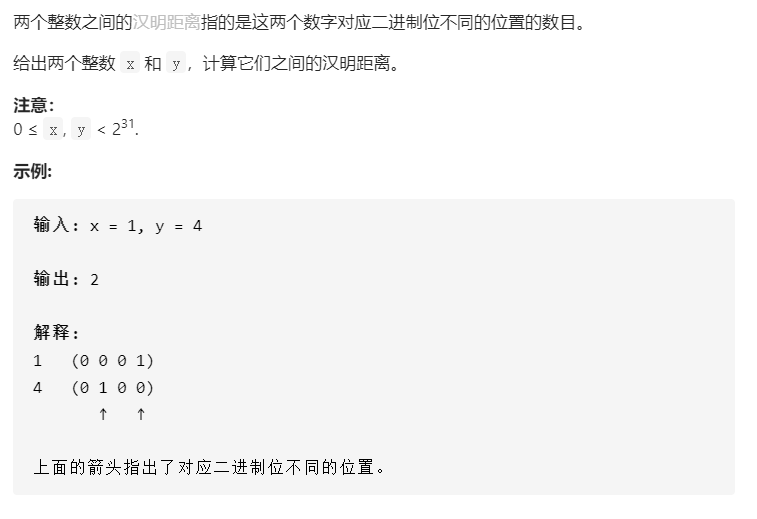 两个整数之间的汉明距离指的是这两个数字对应二进制位不同的位置的数目。
给出两个整数 x 和 y，计算它们之间的汉明距离。
注意：
0 ≤ x, y < 2³¹.
示例:
输入: x = 1, y = 4
输出: 2
解释:
1   (0 0 0 1)
4   (0 1 0 0)
       ↑   ↑
上面的箭头指出了对应二进制位不同的位置。